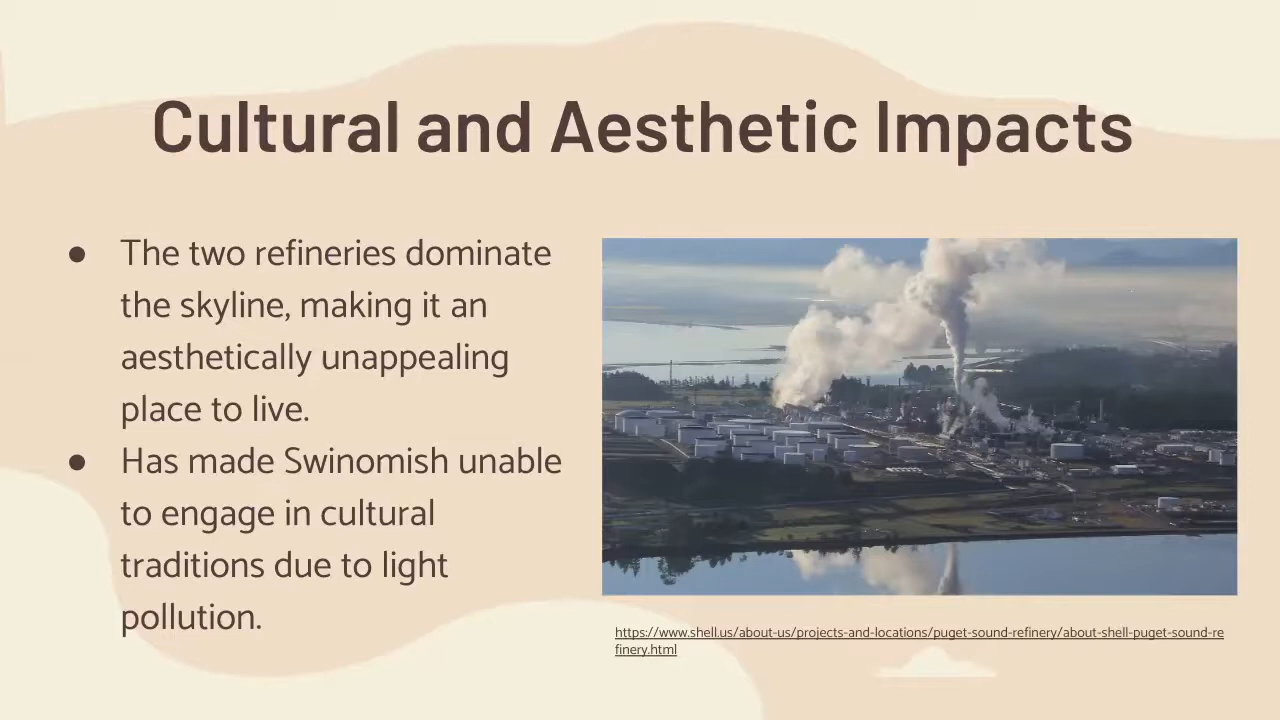 Cultural and Aesthetic Impacts
● The two refineries dominate
the skyline, making it an
aesthetically unappealing
place to live.
● Has made Swinomish unable
to engage in cultural
traditions due to light
pollution.
https://www.shell.us/about-us/projects-and-locations/puget-sound-refinery/about-shell-puget-sound-re
finery.html